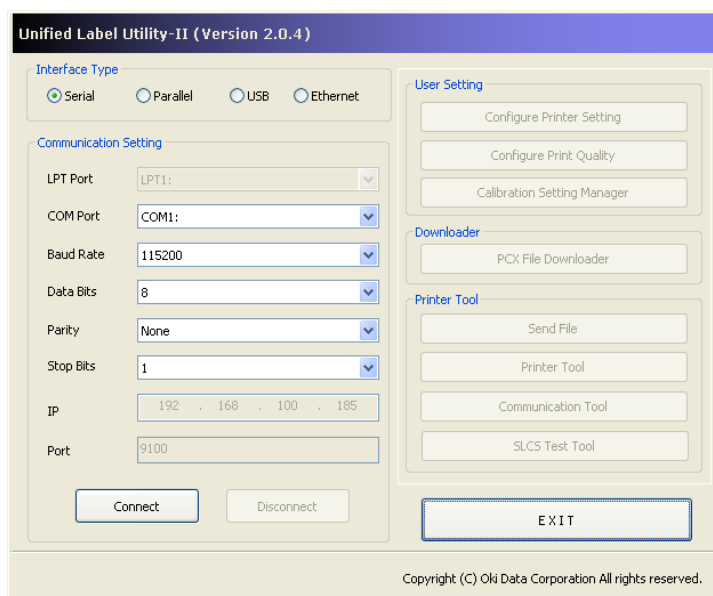 Unified Label Utility-II (Version 2.0.4)
Interface Type
Serial Parallel USB Ethernet
Communication Setting
LPT Port LPT1:
COM Port COM1:
Baud Rate 115200
Data Bits 8
Parity None
Stop Bits 1
IP 192 . 168 . 100 . 185
Port 9100
Connect Disconnect
User Setting
Configure Printer Setting
Configure Print Quality
Calibration Setting Manager
Downloader
PCX File Downloader
Printer Tool
Send File
Printer Tool
Communication Tool
SLCS Test Tool
EXIT
Copyright (C) Oki Data Corporation All rights reserved.